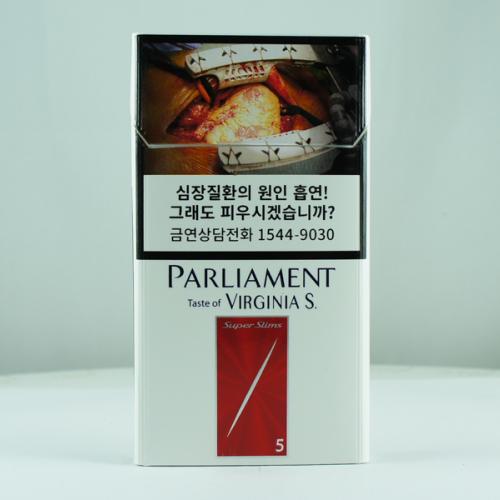 심장질환의 원인 흡연!
그래도 피우시겠습니까?
금연상담전화 1544-9030
PARLIAMENT
Taste of VIRGINIA S.
Super Slims
5